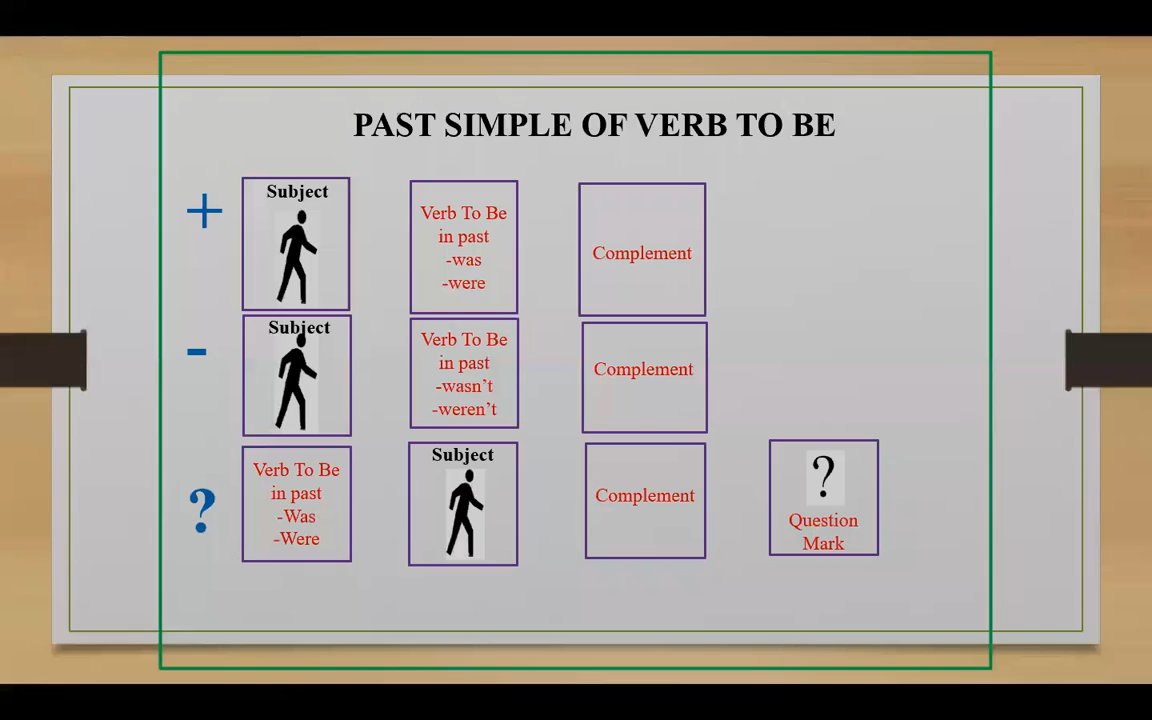 PAST SIMPLE OF VERB TO BE
+
Subject
Verb To Be
in past
-was
-were
Complement
-
Subject
Verb To Be
in past
-wasn’t
-weren’t
Complement
?
Verb To Be
in past
-Was
-Were
Subject
Complement
?
Question
Mark